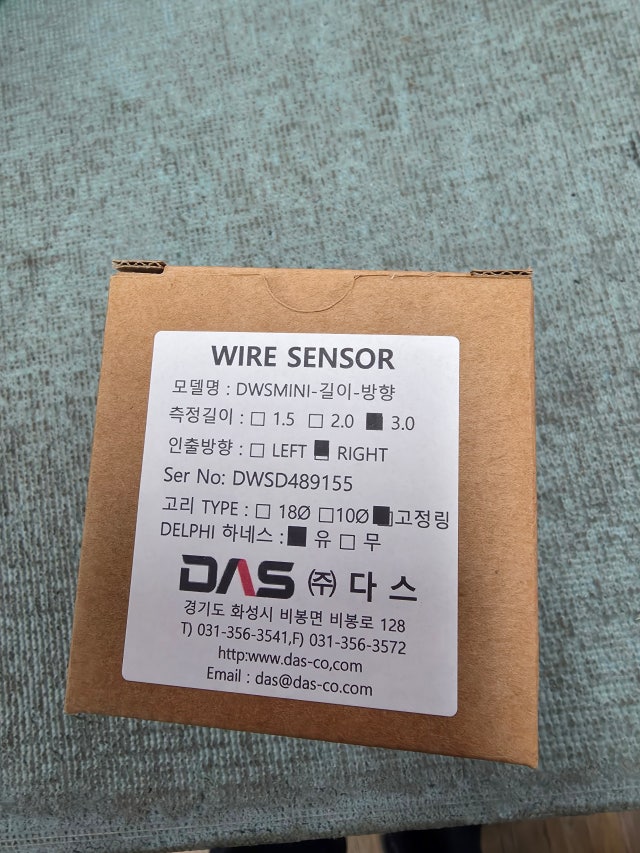 WIRE SENSOR
모델명 : DWSMINI-길이-방향
측정길이 : □ 1.5 □ 2.0 ■ 3.0
인출방향 : □ LEFT ■ RIGHT
Ser No: DWSD489155
고리 TYPE : □ 18Ø □10Ø ■고정링
DELPHI 하네스 : ■ 유 □ 무
DAS ㈜ 다 스
경기도 화성시 비봉면 비봉로 128
T) 031-356-3541,F) 031-356-3572
http:www.das-co,com
Email : das@das-co.com